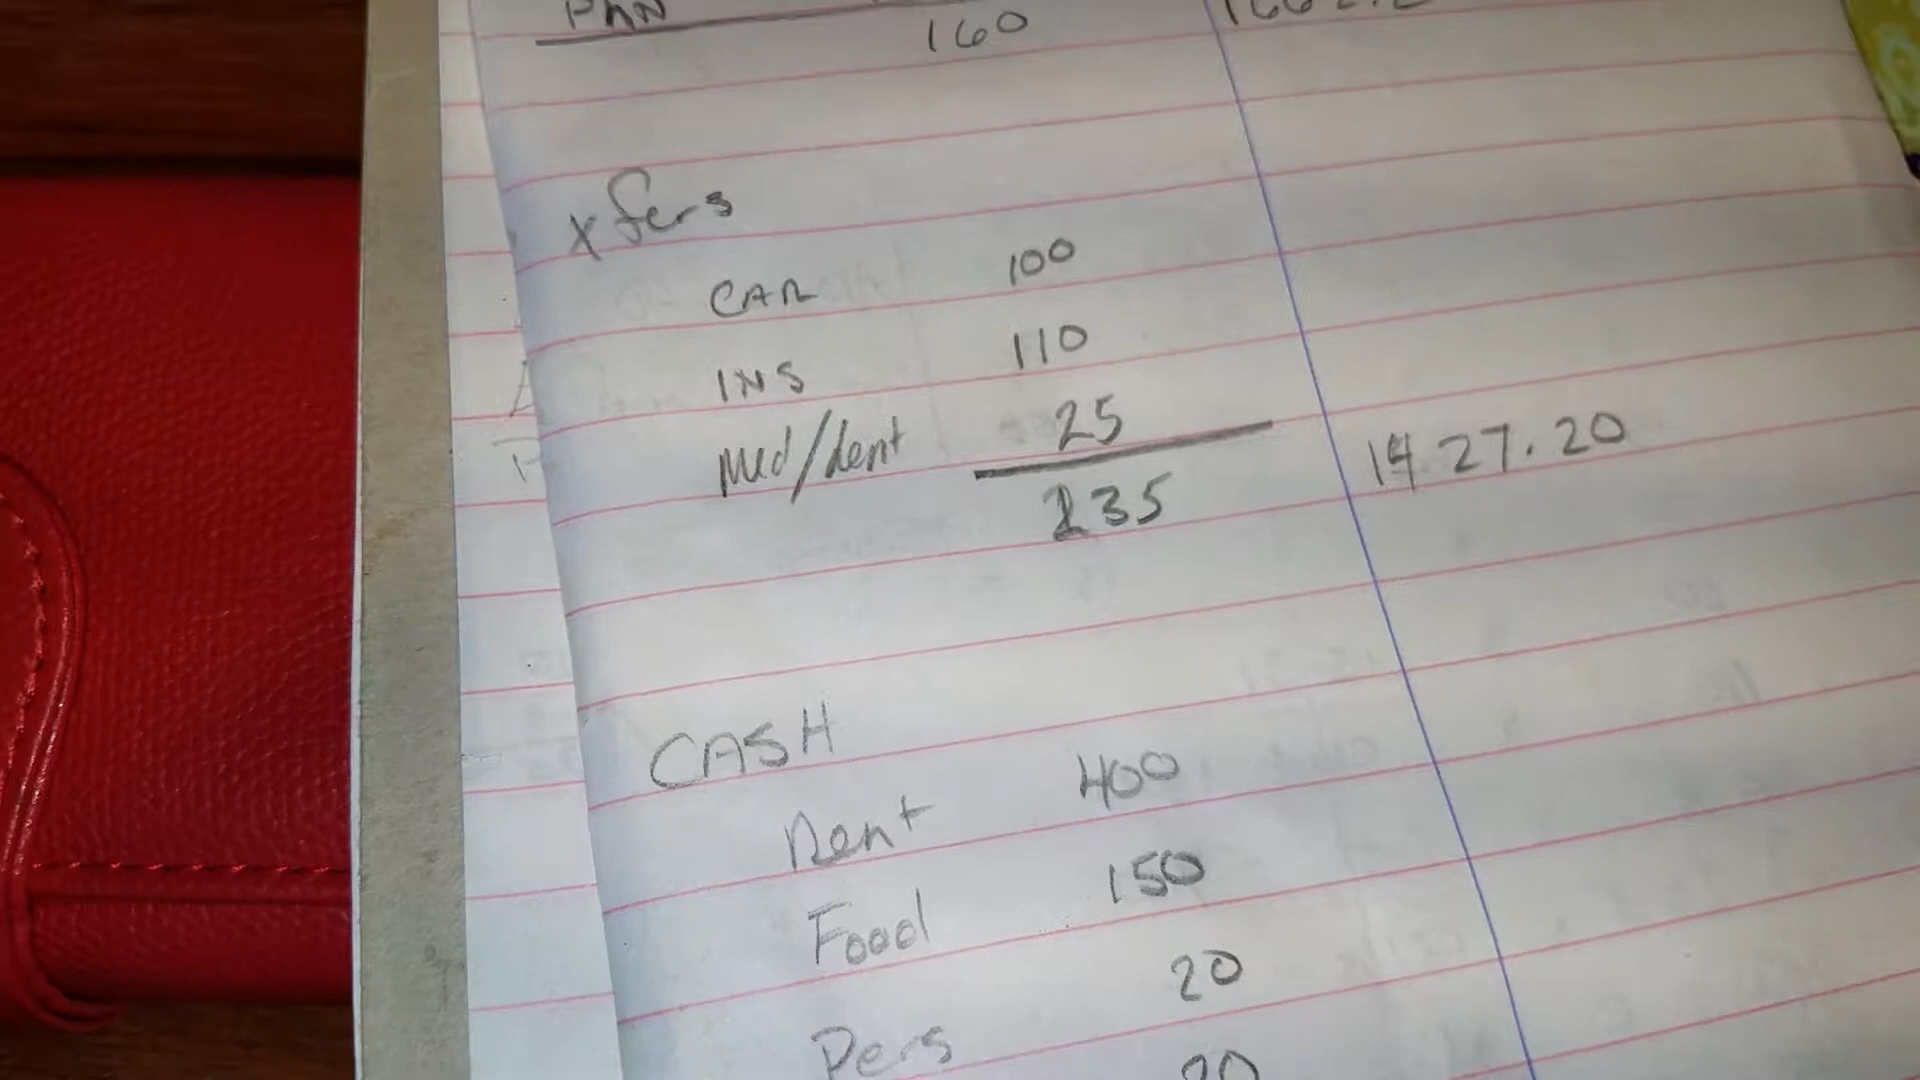 160
xfers
CAR 100
INS 110
Med/dent 25
235 1427.20
CASH
Rent 400
Food 150
Pers 20